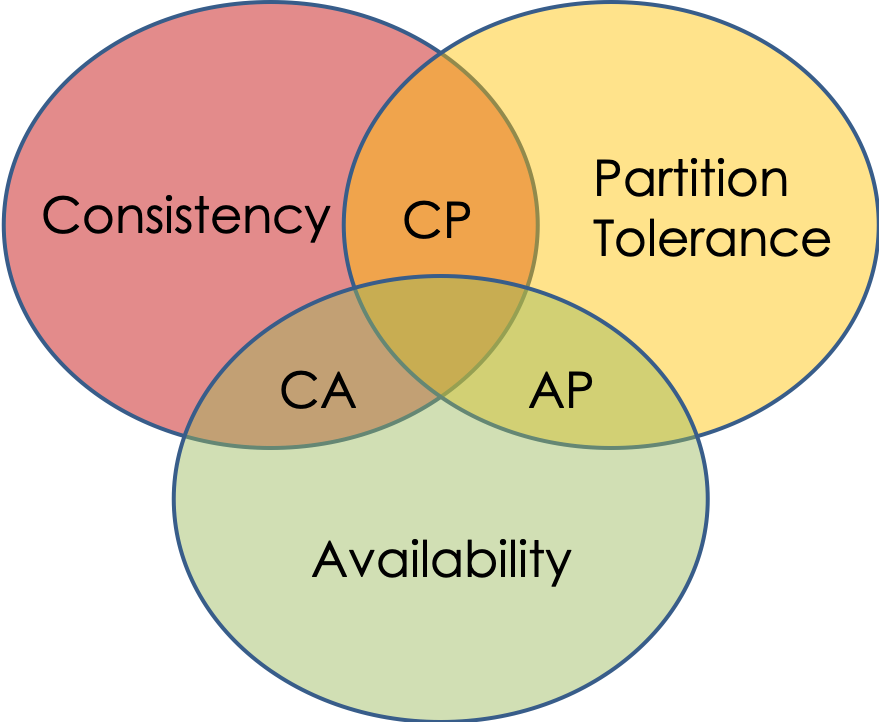 Consistency
CP
Partition
Tolerance
CA
AP
Availability